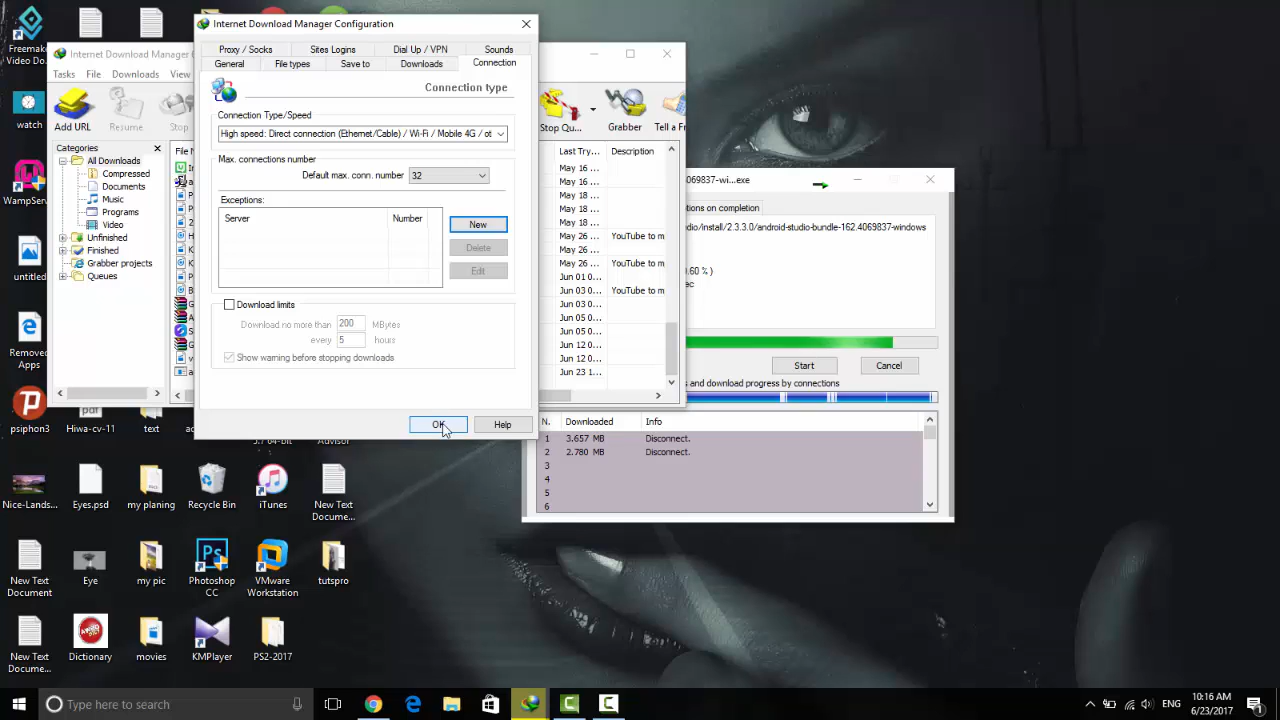 Freemake
Video Do...
watch
WampServ
untitled
Removed
Apps
psiphon3
pdf
Hiwa-cv-11
text
5.7 64-bit
Advisor
Nice-Lands...
Eyes.psd
my planing
Recycle Bin
iTunes
New Text
Docume...
New Text
Document
Eye
my pic
Photoshop
CC
VMware
Workstation
tutspro
New Text
Docume...
Dictionary
movies
KMPlayer
PS2-2017
Internet Download Manager
Tasks File Downloads View
Add URL
Resume
Stop
Stop Qu...
Grabber
Tell a F
Categories
All Downloads
Compressed
Documents
Music
Programs
Video
Unfinished
Finished
Grabber projects
Queues
File N
Last Try... Description
May 16 ...
May 16 ...
May 18 ...
May 18 ...
May 18 ...
May 26 ... YouTube to m
May 26 ...
May 26 ... YouTube to m
Jun 01 0...
Jun 03 0... YouTube to m
Jun 03 0...
Jun 05 0...
Jun 05 0...
Jun 12 0...
Jun 12 0...
Jun 23 1...
Internet Download Manager Configuration
Proxy / Socks Sites Logins Dial Up / VPN Sounds
General File types Save to Downloads Connection
Connection type
Connection Type/Speed
High speed: Direct connection (Ethernet/Cable) / Wi-Fi / Mobile 4G / ot
Max. connections number
Default max. conn. number 32
Exceptions:
Server Number
New
Delete
Edit
Download limits
Download no more than 200 MBytes
every 5 hours
Show warning before stopping downloads
OK
Help
4069837-wi...exe
tions on completion
dio/install/2.3.3.0/android-studio-bundle-162.4069837-windows
0.60 % )
ec
Start
Cancel
s and download progress by connections
N. Downloaded Info
1 3.657 MB Disconnect.
2 2.780 MB Disconnect.
3
4
5
6
Type here to search
ENG
10:16 AM
6/23/2017
1